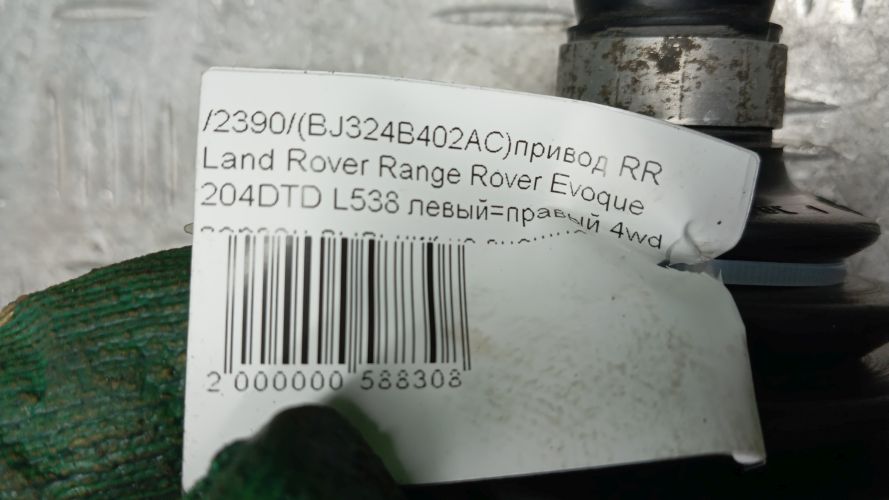 /2390/(BJ324B402AC)привод RR
Land Rover Range Rover Evoque
204DTD L538 левый=правый 4wd
2 000000 588308